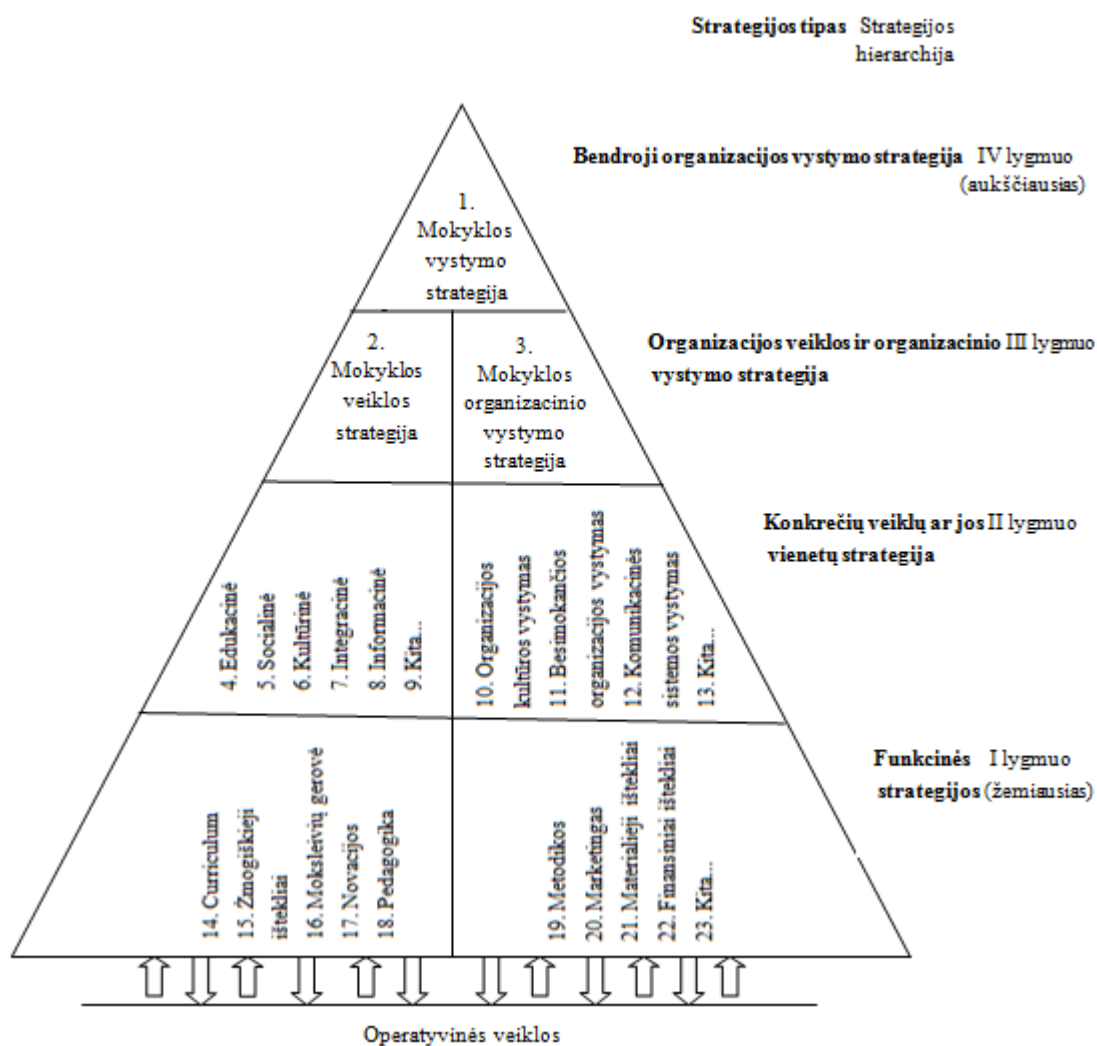 Strategijos tipas Strategijos
hierarchija
Bendroji organizacijos vystymo strategija IV lygmuo
(aukščiausias)
1.
Mokyklos
vystymo
strategija
Organizacijos veiklos ir organizacinio III lygmuo
vystymo strategija
2.
Mokyklos
veiklos
strategija
3.
Mokyklos
organizacinio
vystymo
strategija
Konkrečių veiklų ar jos II lygmuo
vienetų strategija
4. Edukacinė
5. Socialinė
6. Kultūrinė
7. Integracinė
8. Informacinė
9. Kita...
10. Organizacijos
kultūros vystymas
11. Besimokančios
organizacijos vystymas
12. Komunikacinės
sistemos vystymas
13. Kita...
Funkcinės I lygmuo
strategijos (žemiausias)
14. Curriculum
15. Žmogiškieji
ištekliai
16. Moksleivių gerovė
17. Novacijos
18. Pedagogika
19. Metodikos
20. Marketingas
21. Materialieji ištekliai
22. Finansiniai ištekliai
23. Kita...
Operatyvinės veiklos